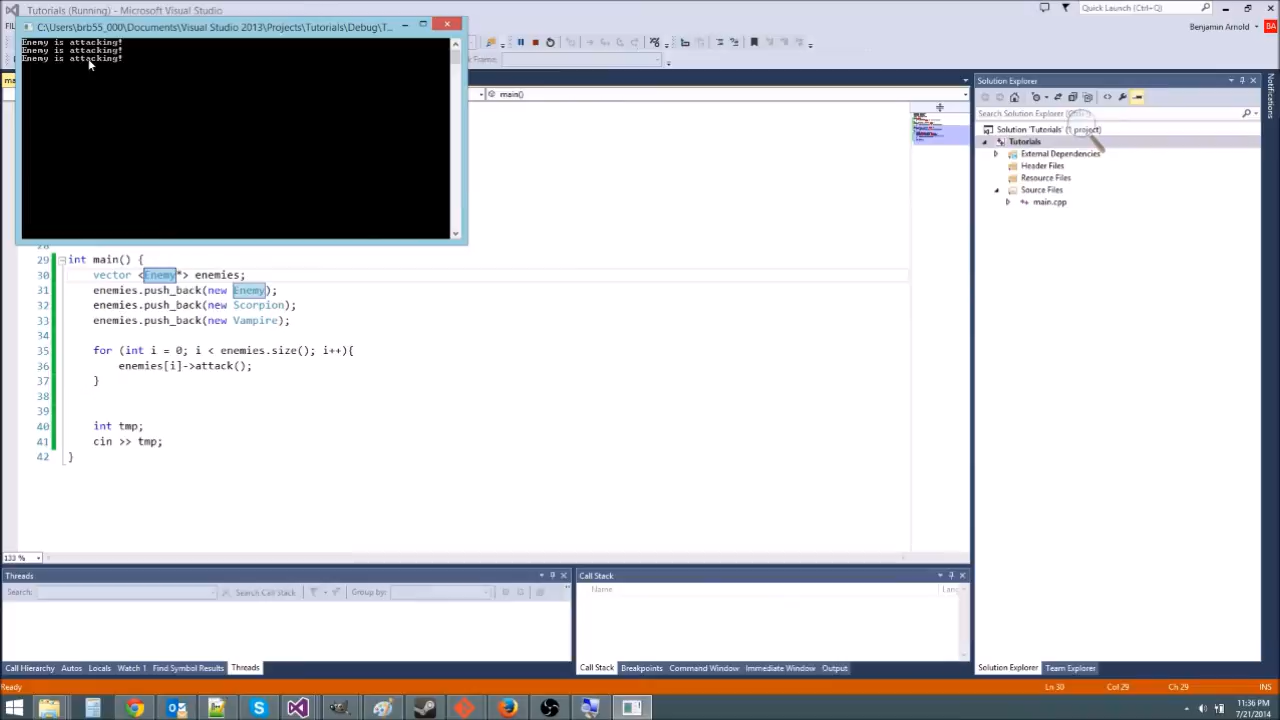 Tutorials (Running) - Microsoft Visual Studio
Quick Launch (Ctrl+Q)
C:\Users\brb55_000\Documents\Visual Studio 2013\Projects\Tutorials\Debug\T...
Benjamin Arnold
BA
Enemy is attacking!
Enemy is attacking!
Enemy is attacking!
main()
Solution Explorer
Notifications
Search Solution Explorer
Solution 'Tutorials' (1 project)
Tutorials
External Dependencies
Header Files
Resource Files
Source Files
main.cpp
29 int main() {
30 vector <Enemy*> enemies;
31 enemies.push_back(new Enemy);
32 enemies.push_back(new Scorpion);
33 enemies.push_back(new Vampire);
34
35 for (int i = 0; i < enemies.size(); i++){
36 enemies[i]->attack();
37 }
38
39
40 int tmp;
41 cin >> tmp;
42 }
133 %
Threads
Call Stack
Search:
Search Call Stack
Group by:
Name
Lang
Call Hierarchy Autos Locals Watch 1 Find Symbol Results Threads
Call Stack Breakpoints Command Window Immediate Window Output
Solution Explorer Team Explorer
Ready
Ln 30 Col 29 Ch 29 INS
11:36 PM
7/21/2014